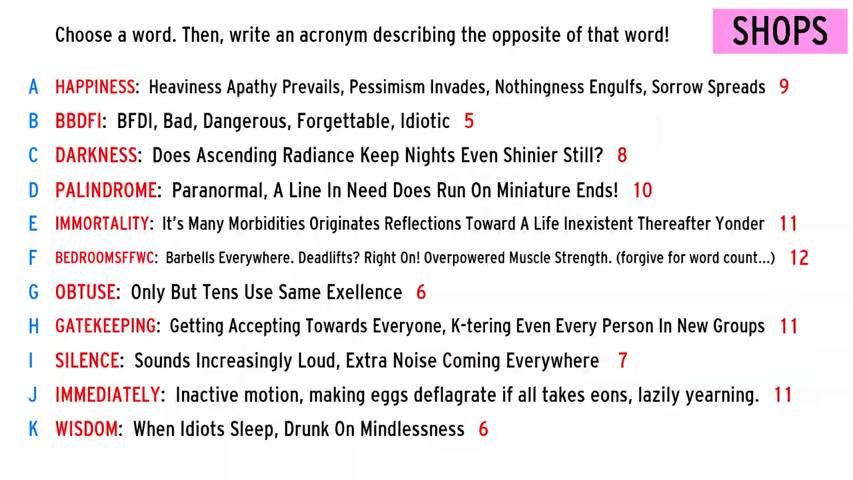 Choose a word. Then, write an acronym describing the opposite of that word!
SHOPS
A HAPPINESS: Heaviness Apathy Prevails, Pessimism Invades, Nothingness Engulfs, Sorrow Spreads 9
B BBDFI: BFDI, Bad, Dangerous, Forgettable, Idiotic 5
C DARKNESS: Does Ascending Radiance Keep Nights Even Shinier Still? 8
D PALINDROME: Paranormal, A Line In Need Does Run On Miniature Ends! 10
E IMMORTALITY: It's Many Morbidities Originates Reflections Toward A Life Inexistent Thereafter Yonder 11
F BEDROOMSFFWC: Barbells Everywhere. Deadlifts? Right On! Overpowered Muscle Strength. (forgive for word count...) 12
G OBTUSE: Only But Tens Use Same Exellence 6
H GATEKEEPING: Getting Accepting Towards Everyone, K-tering Even Every Person In New Groups 11
I SILENCE: Sounds Increasingly Loud, Extra Noise Coming Everywhere 7
J IMMEDIATELY: Inactive motion, making eggs deflagrate if all takes eons, lazily yearning. 11
K WISDOM: When Idiots Sleep, Drunk On Mindlessness 6